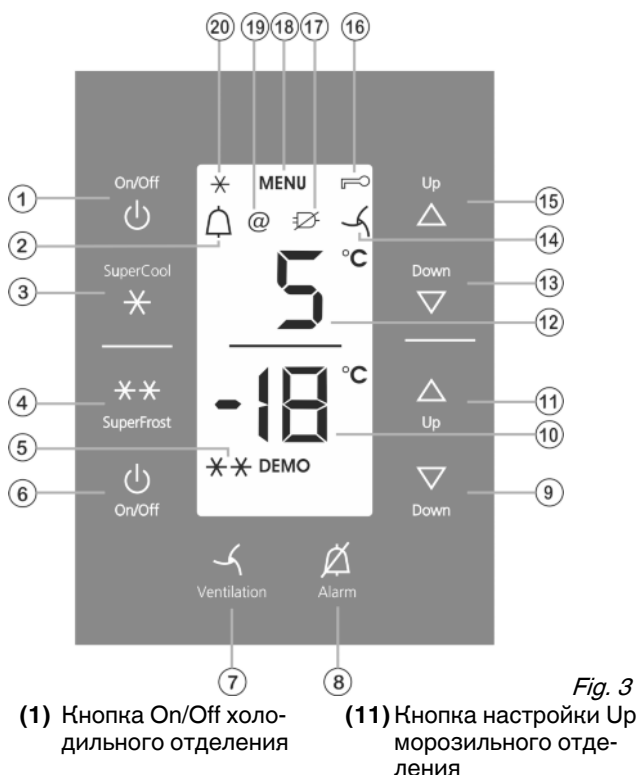 20 19 18 17 16
On/Off MENU Up
1 15
@
2 14
SuperCool °C Down
3 5 13
12
4 °C 11
SuperFrost -18 Up
5 10
DEMO
6 9
On/Off Down
Ventilation Alarm
7 8
Fig. 3
(1) Кнопка On/Off холо-
дильного отделения
(11) Кнопка настройки Up
морозильного отде-
ления